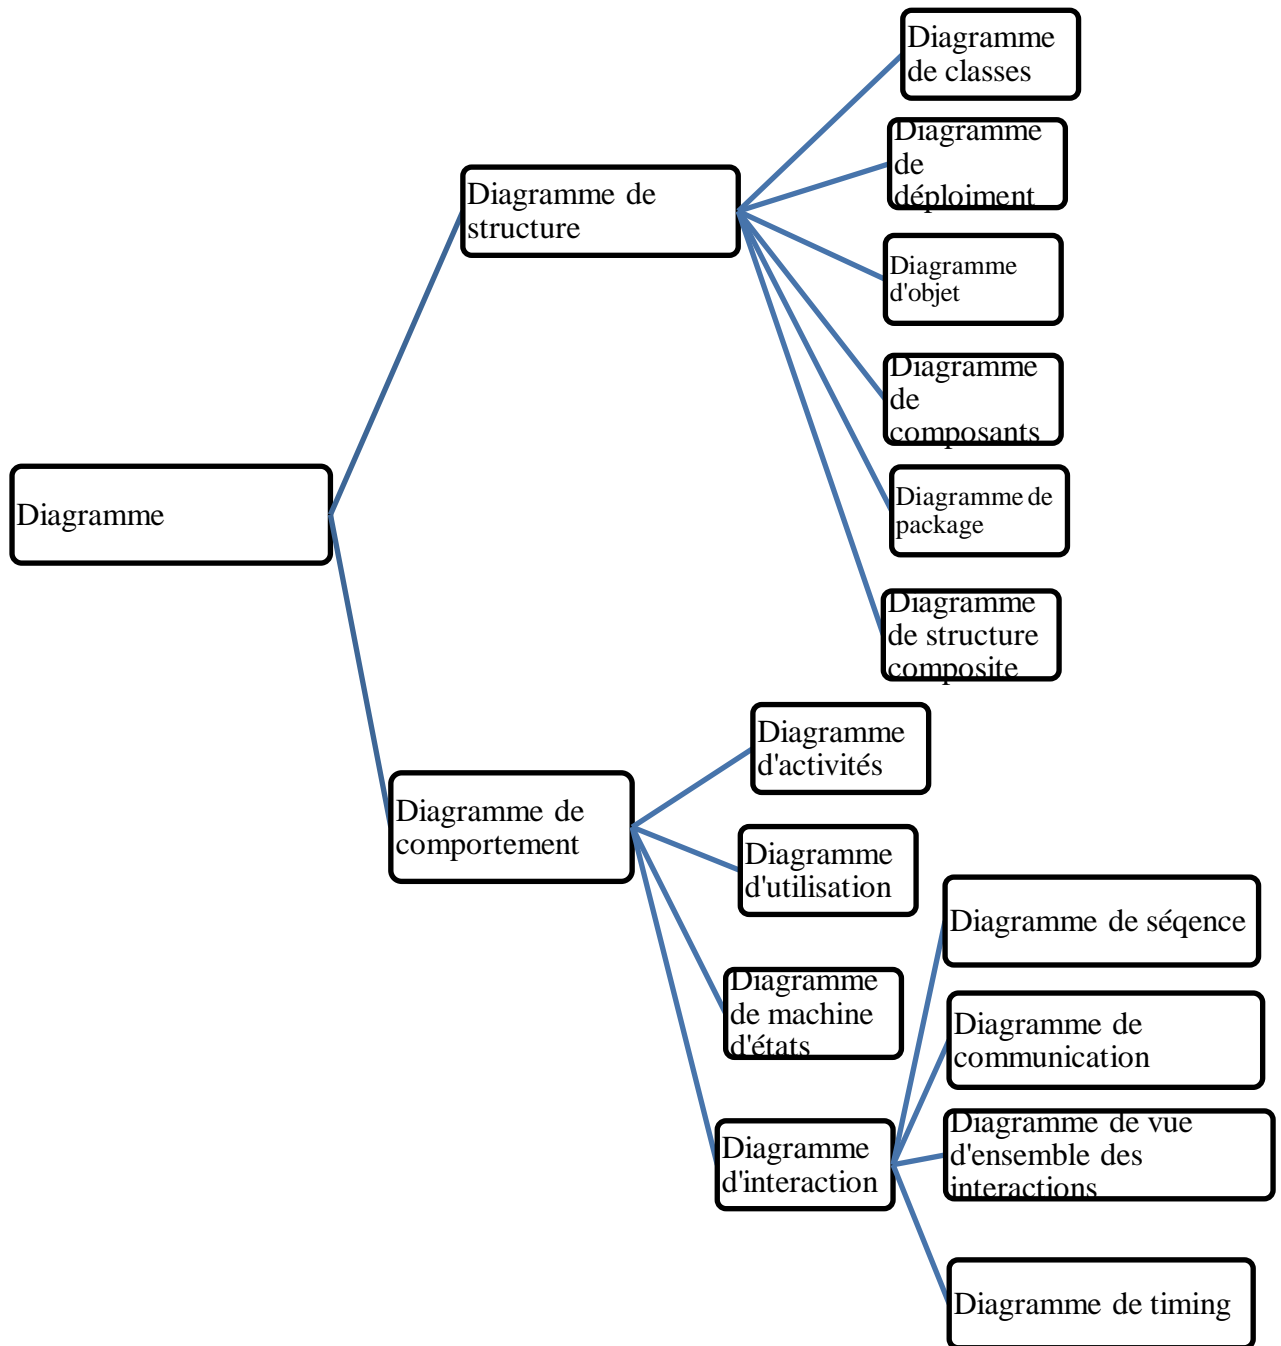 Diagramme
de classes
Diagramme
de
déploiment
Diagramme de
structure
Diagramme
d'objet
Diagramme
de
composants
Diagramme
Diagramme de
package
Diagramme
de structure
composite
Diagramme
d'activités
Diagramme de
comportement
Diagramme
d'utilisation
Diagramme de séqence
Diagramme
de machine
d'états
Diagramme de
communication
Diagramme de vue
d'ensemble des
interactions
Diagramme
d'interaction
Diagramme de timing